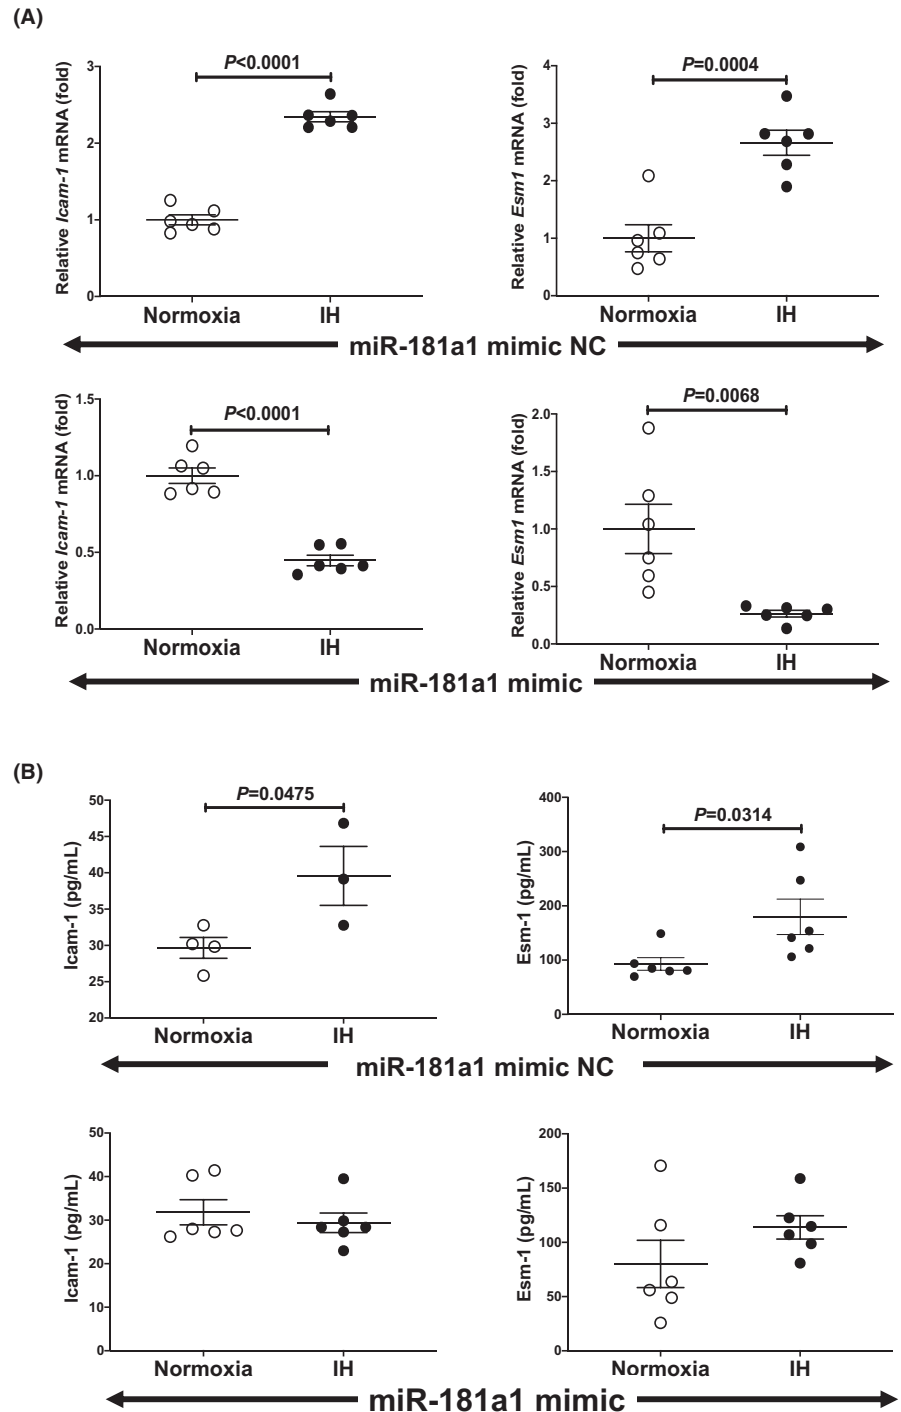 (A)
P<0.0001
Relative Icam-1 mRNA (fold)
3
2
1
0
Normoxia IH
P=0.0004
Relative Esm1 mRNA (fold)
4
3
2
1
0
Normoxia IH
miR-181a1 mimic NC
P<0.0001
Relative Icam-1 mRNA (fold)
1.5
1.0
0.5
0.0
Normoxia IH
P=0.0068
Relative Esm1 mRNA (fold)
2.0
1.5
1.0
0.5
0.0
Normoxia IH
miR-181a1 mimic
(B)
P=0.0475
Icam-1 (pg/mL)
50
45
40
35
30
25
20
Normoxia IH
P=0.0314
Esm-1 (pg/mL)
400
300
200
100
0
Normoxia IH
miR-181a1 mimic NC
Icam-1 (pg/mL)
50
40
30
20
10
0
Normoxia IH
Esm-1 (pg/mL)
200
150
100
50
0
Normoxia IH
miR-181a1 mimic